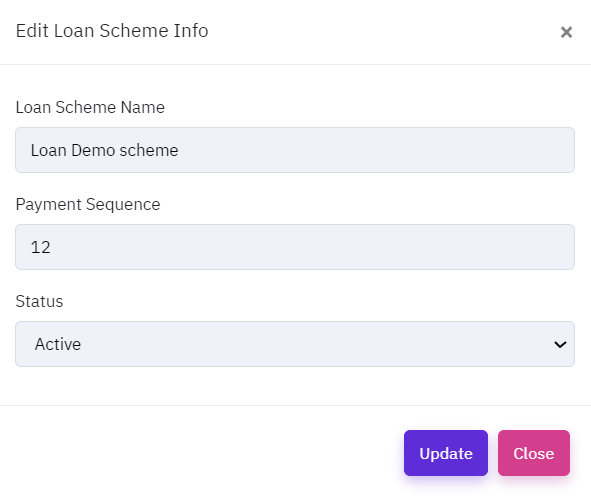 Edit Loan Scheme Info
×
Loan Scheme Name
Loan Demo scheme
Payment Sequence
12
Status
Active
Update Close